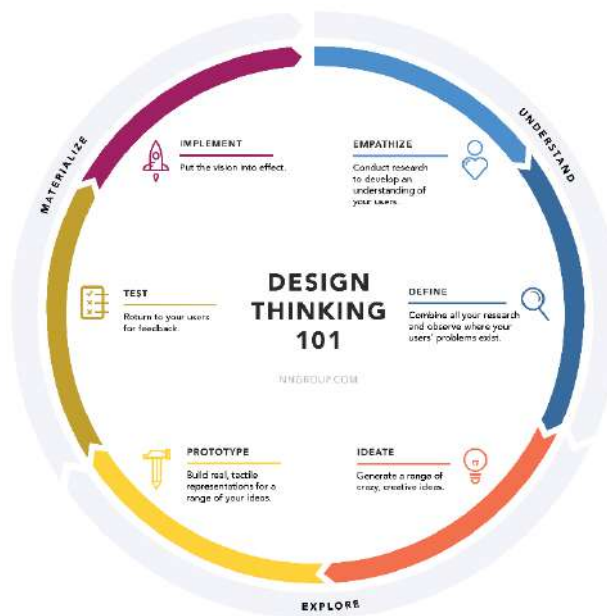 DESIGN
THINKING
101
NNGROUP.COM
UNDERSTAND
EMPATHIZE
Conduct research
to develop an
understanding of
your users.
DEFINE
Combine all your research
and observe where your
users' problems exist.
EXPLORE
IDEATE
Generate a range of
crazy, creative ideas.
PROTOTYPE
Build real, tactile
representations for a
range of your ideas.
MATERIALIZE
TEST
Return to your users
for feedback.
IMPLEMENT
Put the vision into effect.